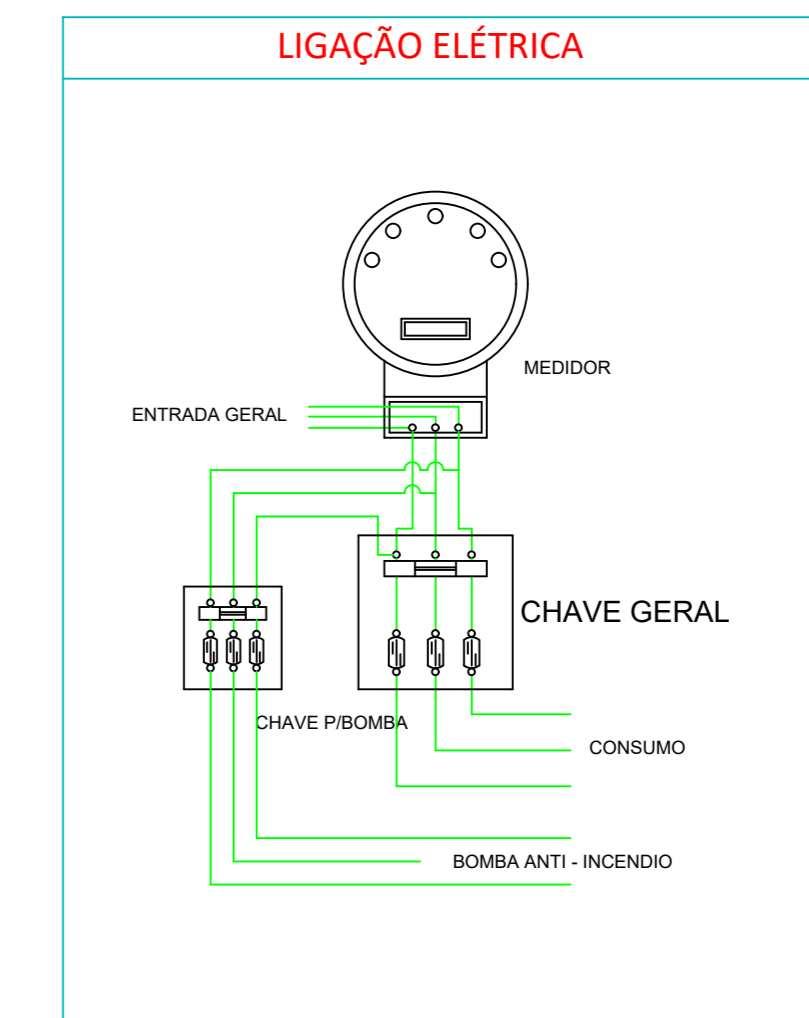 LIGAÇÃO ELÉTRICA
MEDIDOR
ENTRADA GERAL
CHAVE GERAL
CHAVE P/BOMBA
CONSUMO
BOMBA ANTI - INCENDIO